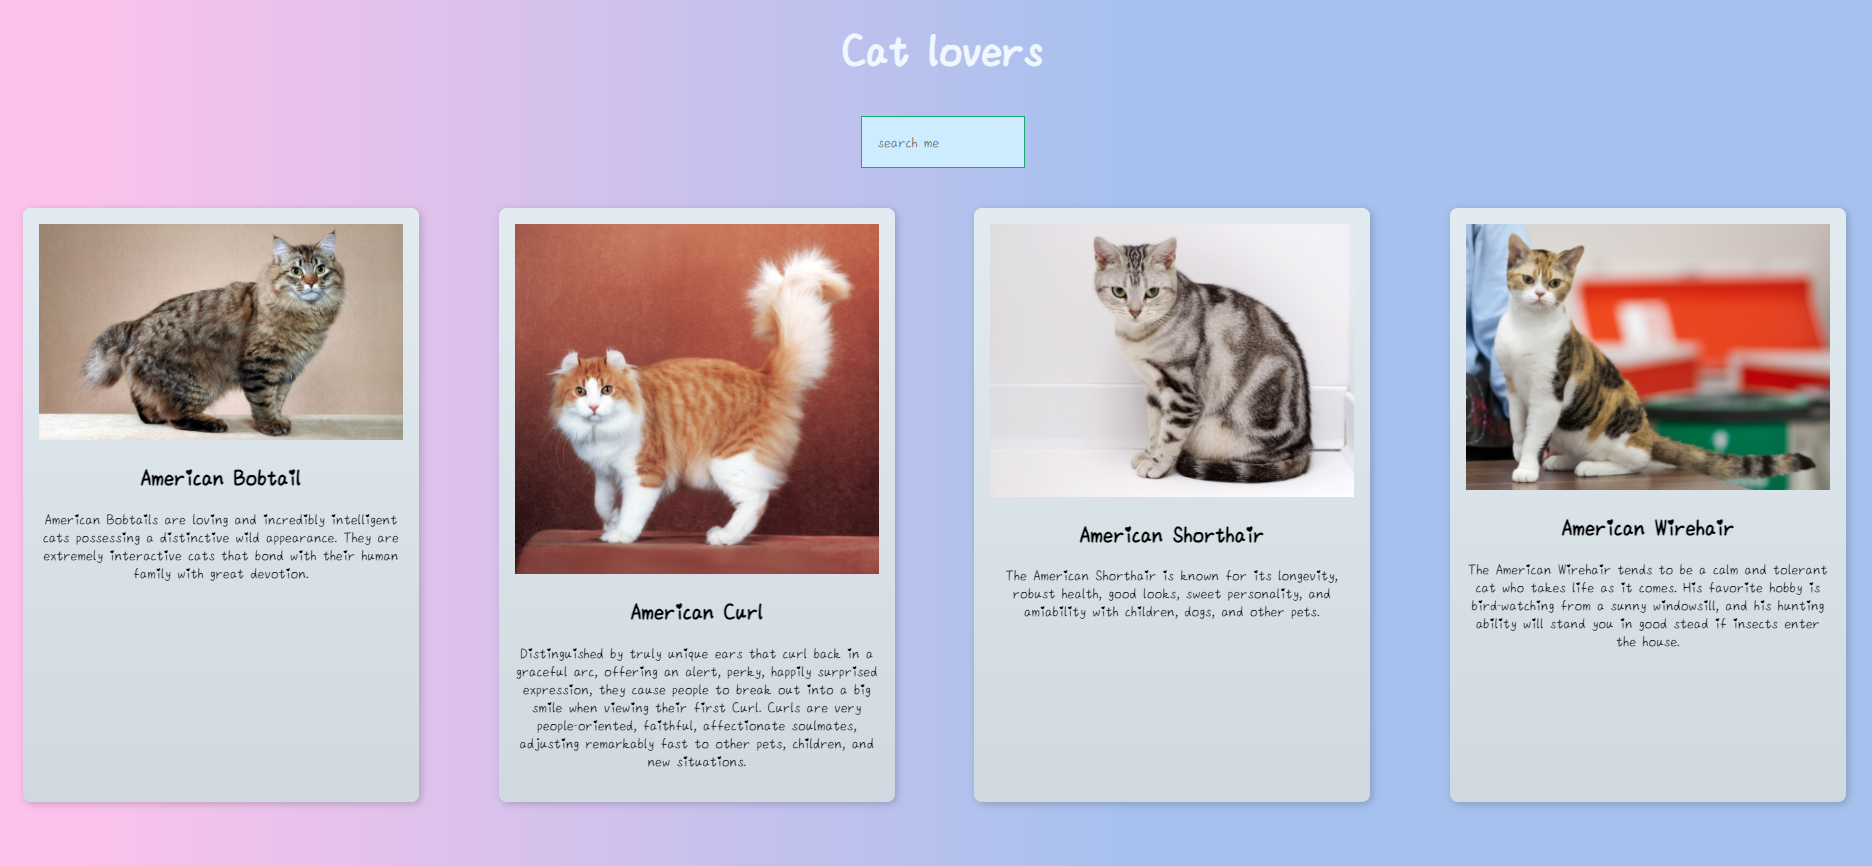 Cat lovers
search me
American Bobtail
American Bobtails are loving and incredibly intelligent
cats possessing a distinctive wild appearance. They are
extremely interactive cats that bond with their human
family with great devotion.
American Curl
Distinguished by truly unique ears that curl back in a
graceful arc, offering an alert, perky, happily surprised
expression, they cause people to break out into a big
smile when viewing their first Curl. Curls are very
people-oriented, faithful, affectionate soulmates,
adjusting remarkably fast to other pets, children, and
new situations.
American Shorthair
The American Shorthair is known for its longevity,
robust health, good looks, sweet personality, and
amiability with children, dogs, and other pets.
American Wirehair
The American Wirehair tends to be a calm and tolerant
cat who takes life as it comes. His favorite hobby is
bird-watching from a sunny windowsill, and his hunting
ability will stand you in good stead if insects enter
the house.